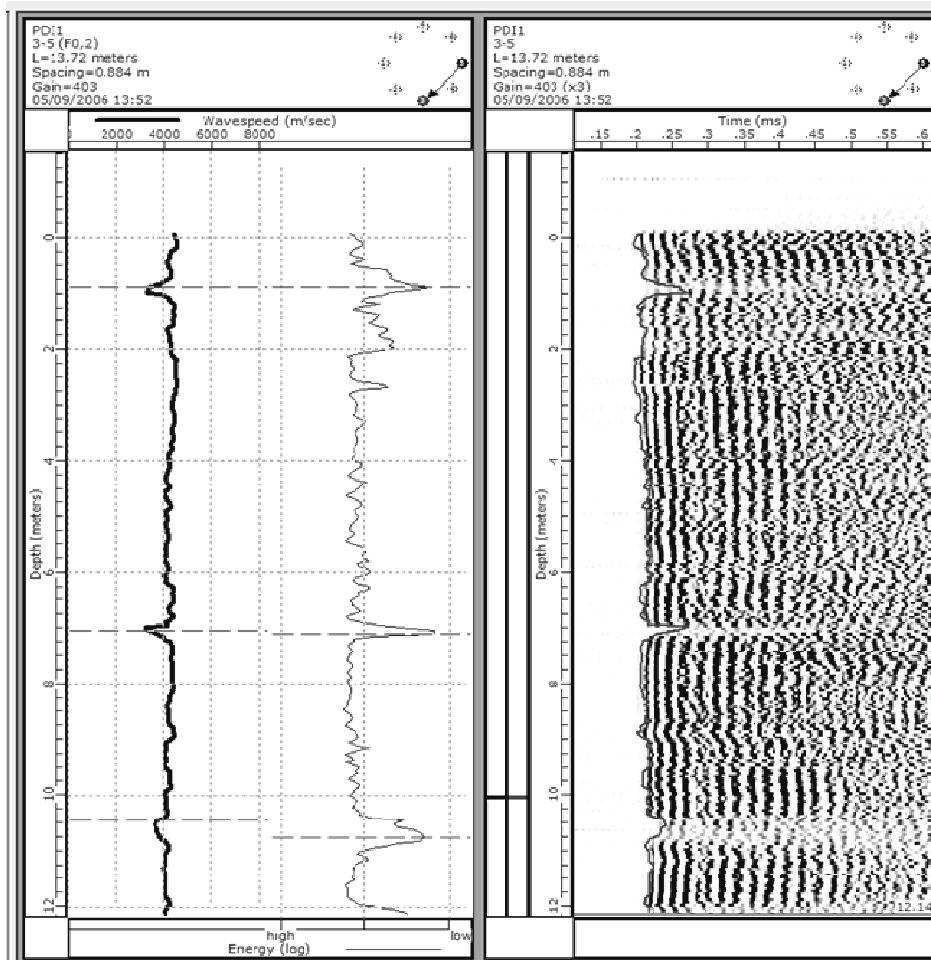 PDI1
3-5 (F0,2)
L=13.72 meters
Spacing=0.884 m
Gain=403
05/09/2006 13:52
Wavespeed (m/sec)
0 2000 4000 6000 8000
0
2
4
6
8
10
12
Depth (meters)
high low
Energy (log)
PDI1
3-5
L=13.72 meters
Spacing=0.884 m
Gain=403 (x3)
05/09/2006 13:52
Time (ms)
.15 .2 .25 .3 .35 .4 .45 .5 .55 .6
0
2
4
6
8
10
12
Depth (meters)
12.14